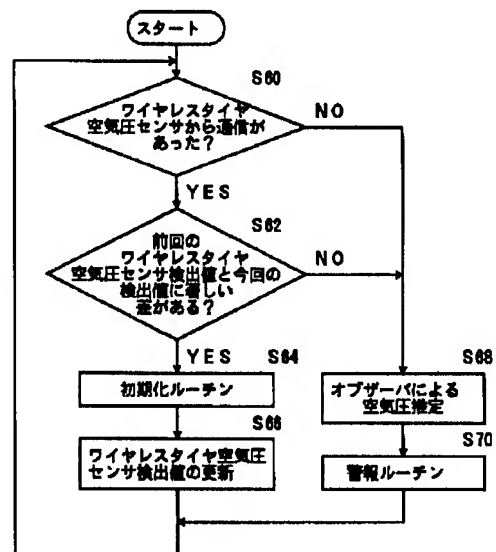 スタート
S60
ワイヤレスタイヤ
空気圧センサから通信が
あった？
NO
YES
S62
前回の
ワイヤレスタイヤ
空気圧センサ検出値と今回の
検出値に著しい
差がある？
NO
YES
S64
初期化ルーチン
S66
ワイヤレスタイヤ空気圧
センサ検出値の更新
S68
オブザーバによる
空気圧推定
S70
警報ルーチン